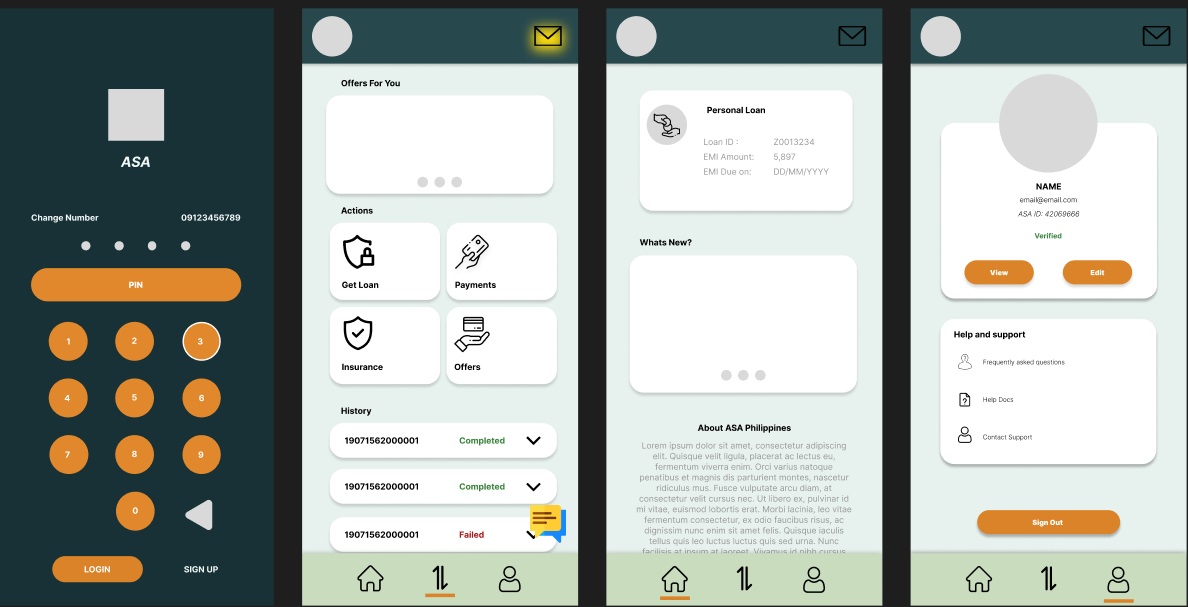 ASA
Change Number 09123456789
PIN
1 2 3
4 5 6
7 8 9
0
LOGIN SIGN UP
Offers For You
Actions
Get Loan Payments
Insurance Offers
History
19071562000001 Completed
19071562000001 Completed
19071562000001 Failed
Personal Loan
Loan ID : Z0013234
EMI Amount: 5,897
EMI Due on: DD/MM/YYYY
Whats New?
About ASA Philippines
Lorem ipsum dolor sit amet, consectetur adipiscing
elit. Quisque velit ligula, placerat ac lectus eu,
fermentum viverra enim. Orci varius natoque
penatibus et magnis dis parturient montes, nascetur
ridiculus mus. Fusce vulputate arcu diam, at
consectetur velit cursus nec. Ut libero ex, pulvinar id
mi vitae, euismod lobortis erat. Morbi lacinia, leo vitae
fermentum consectetur, ex odio faucibus risus, ac
dignissim nunc enim sit amet felis. Quisque iaculis
tellus quis leo luctus luctus quis sed urna. Nunc
facilisis at ipsum at laoreet. Vivamus id nibh cursus
NAME
email@email.com
ASA ID: 42069666
Verified
View Edit
Help and support
Frequently asked questions
Help Docs
Contact Support
Sign Out